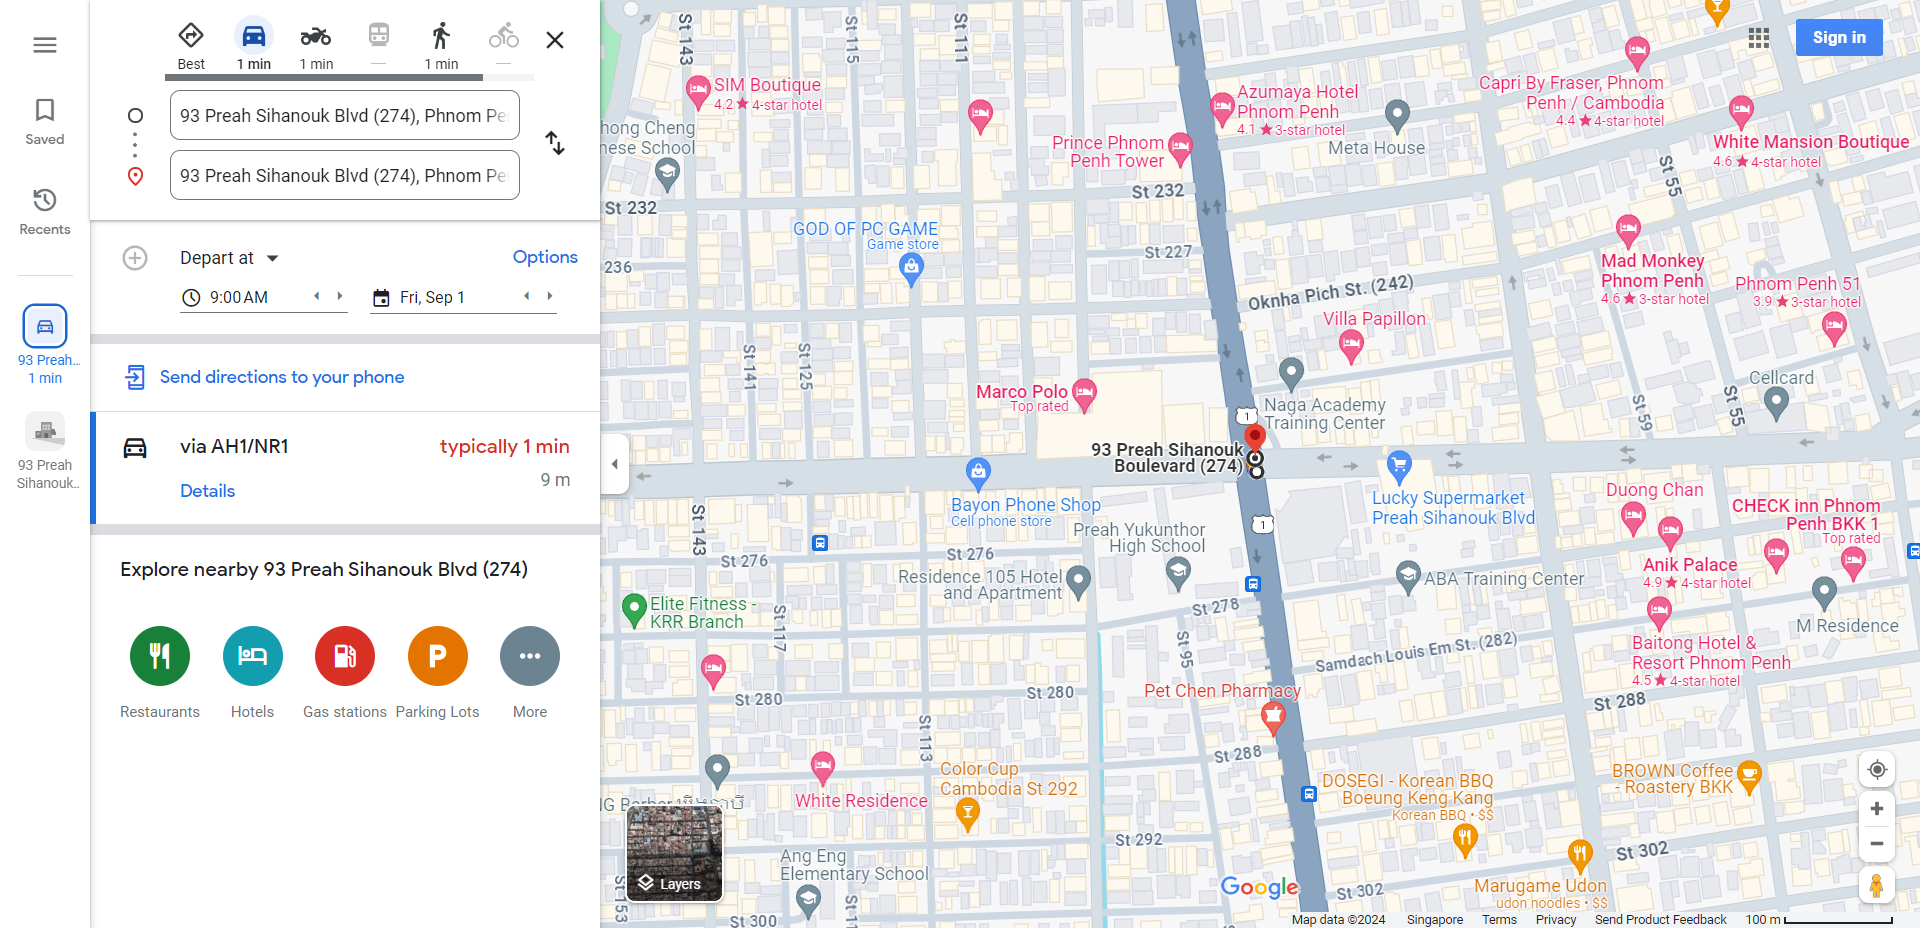 Saved
Recents
93 Preah...
1 min
93 Preah
Sihanouk..
Best
1 min
1 min
—
1 min
—
93 Preah Sihanouk Blvd (274), Phnom Pe
93 Preah Sihanouk Blvd (274), Phnom Pe
Depart at
Options
9:00 AM
Fri, Sep 1
Send directions to your phone
via AH1/NR1
typically 1 min
9 m
Details
Explore nearby 93 Preah Sihanouk Blvd (274)
Restaurants
Hotels
Gas stations
Parking Lots
More
Sign in
St 143
St 115
St 111
SIM Boutique
4.2 ★ 4-star hotel
hong Cheng
nese School
Azumaya Hotel
Phnom Penh
4.1 ★ 3-star hotel
Prince Phnom
Penh Tower
Meta House
Capri By Fraser, Phnom
Penh / Cambodia
4.4 ★ 4-star hotel
White Mansion Boutique
4.6 ★ 4-star hotel
St 55
St 232
St 232
GOD OF PC GAME
Game store
St 227
236
Oknha Pich St. (242)
Mad Monkey
Phnom Penh
4.6 ★ 3-star hotel
Phnom Penh 51
3.9 ★ 3-star hotel
Villa Papillon
St 141
St 125
Marco Polo
Top rated
Naga Academy
Training Center
Cellcard
St 59
St 55
1
93 Preah Sihanouk
Boulevard (274)
Bayon Phone Shop
Cell phone store
Lucky Supermarket
Preah Sihanouk Blvd
Duong Chan
CHECK inn Phnom
Penh BKK 1
Top rated
1
St 143
Preah Yukunthor
High School
St 276
St 276
Residence 105 Hotel
and Apartment
ABA Training Center
Anik Palace
4.9 ★ 4-star hotel
Elite Fitness -
KRR Branch
St 117
St 278
St 95
Samdach Louis Em St. (282)
M Residence
Baitong Hotel &
Resort Phnom Penh
4.5 ★ 4-star hotel
St 280
St 280
Pet Chen Pharmacy
St 288
St 113
St 288
Color Cup
Cambodia St 292
White Residence
DOSEGI - Korean BBQ
Boeung Keng Kang
Korean BBQ • $$
BROWN Coffee
- Roastery BKK
St 292
St 302
Ang Eng
Elementary School
Layers
St 153
St 11
St 300
Google
St 302
Marugame Udon
udon noodles • $$
Map data ©2024
Singapore
Terms
Privacy
Send Product Feedback
100 m